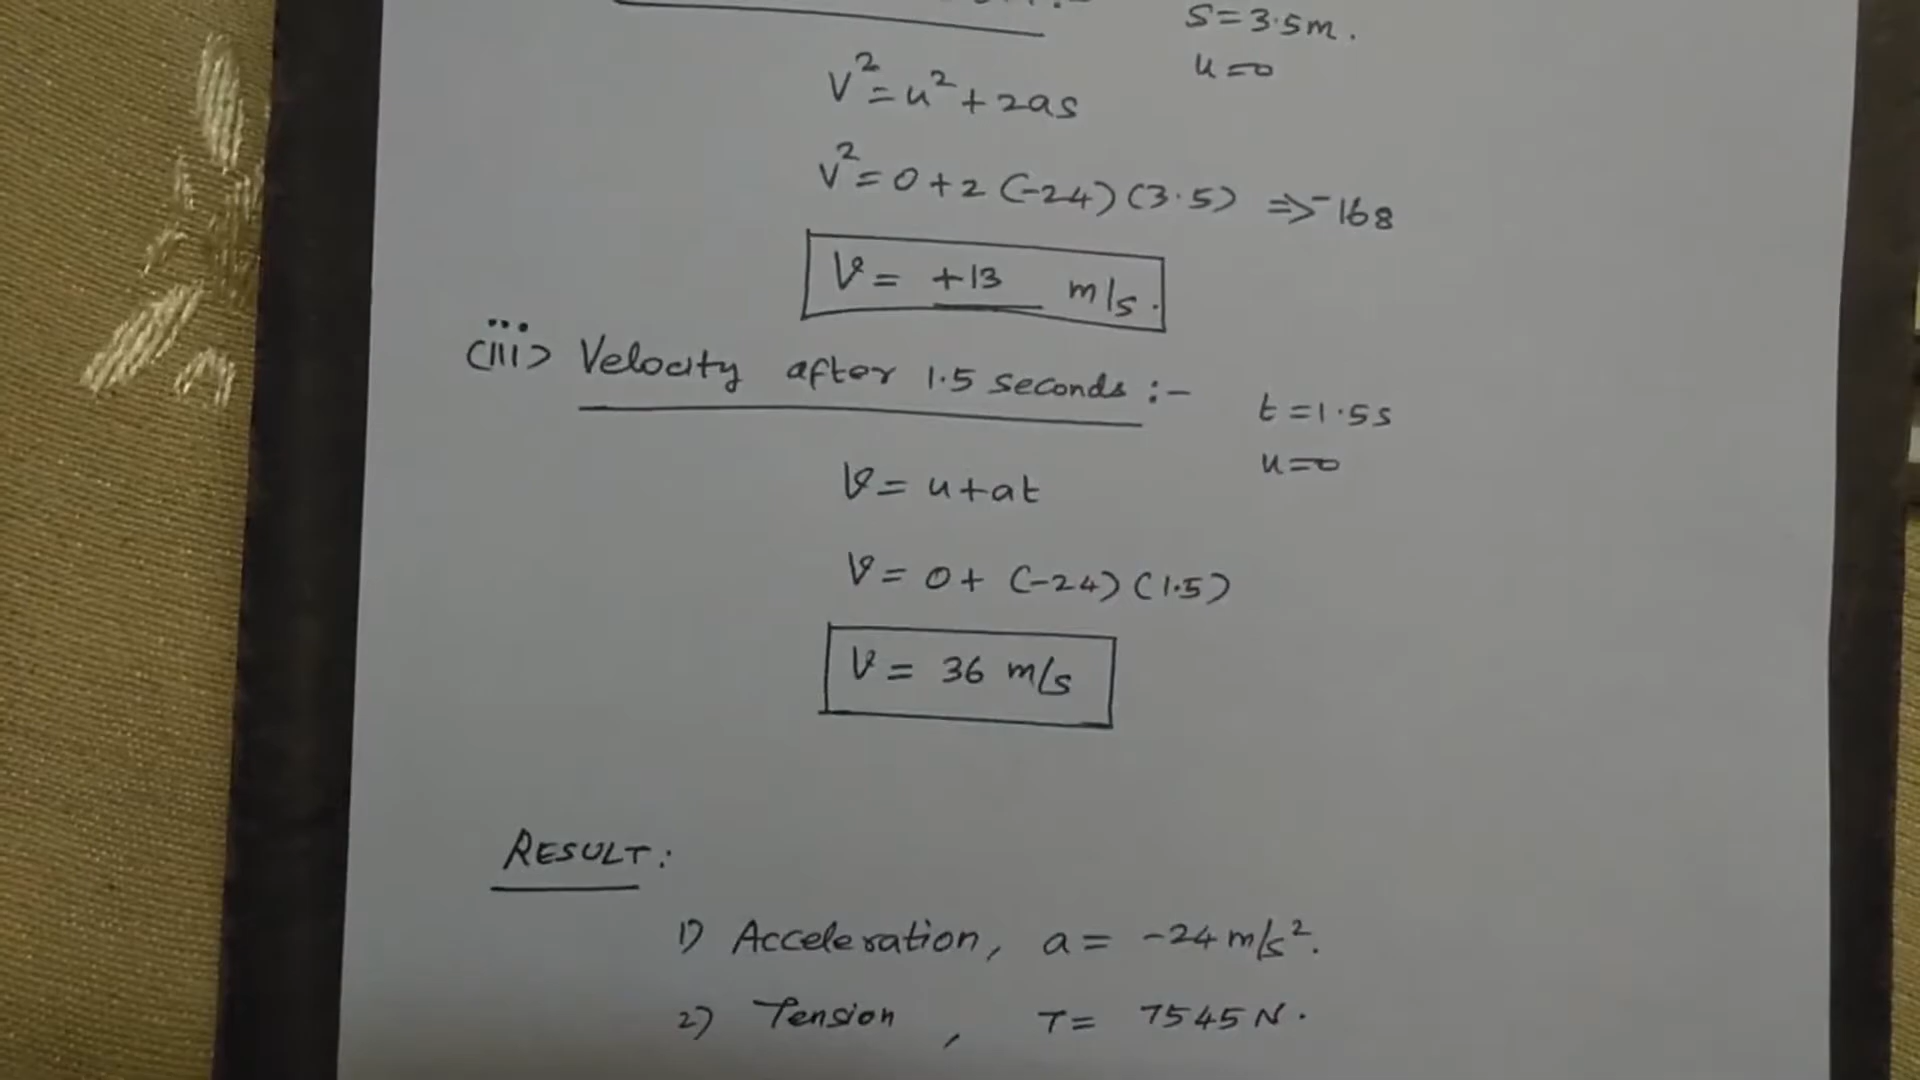 S=3.5m.
u=0
V²=u²+2as
V²=0+2(-24)(3.5) ⇒ -168
V= +13 m/s.
(iii) Velocity after 1.5 seconds :-
t=1.5s
u=0
V= u+at
V= 0+ (-24)(1.5)
V= 36 m/s
RESULT:
1) Acceleration, a= -24 m/s².
2) Tension, T= 7545 N.